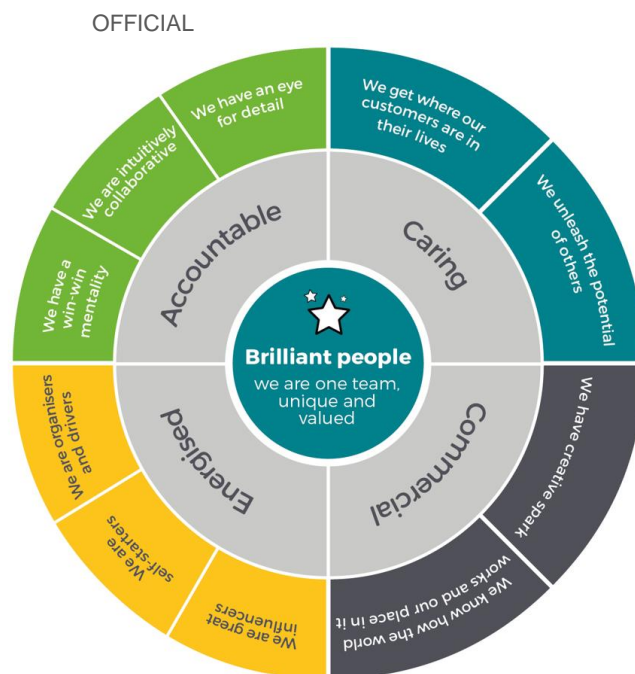 OFFICIAL
We have an eye
for detail
We get where our
customers are in
their lives
We are intuitively
collaborative
We unleash the potential
of others
We have a
win-win
mentality
Accountable
Caring
Brilliant people
we are one team,
unique and
valued
Energised
Commercial
We are organisers
and drivers
We have creative spark
We are
self-starters
We are great
influencers
We know how the world
works and our place in it